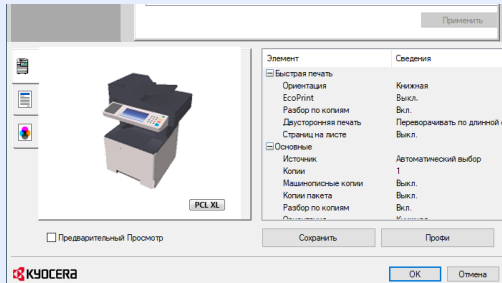 Применить
Элемент Сведения
Быстрая печать
Ориентация Книжная
EcoPrint Выкл.
Разбор по копиям Вкл.
Двусторонняя печать Переворачивать по длинной
Страниц на листе Выкл.
Основные
Источник Автоматический выбор
Копии 1
Машинописные копии Выкл.
Копии пакета Выкл.
Разбор по копиям Вкл.
PCL XL
Предварительный Просмотр Сохранить Профи
KYOCERA OK Отмена